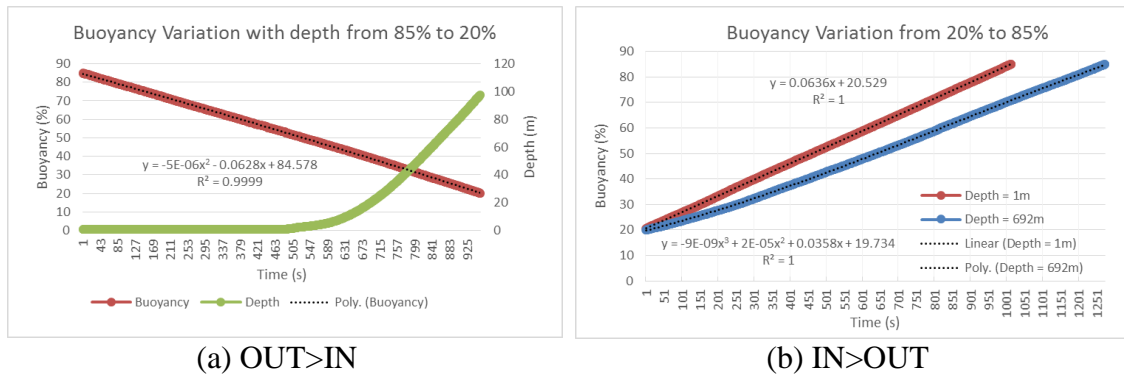 Buoyancy Variation with depth from 85% to 20%
90
80
70
60
50
40
30
20
10
0
Buoyancy (%)
120
100
80
60
40
20
0
Depth (m)
y = -5E-06x² - 0.0628x + 84.578
R² = 0.9999
1 43 85 127 169 211 253 295 337 379 421 463 505 547 589 631 673 715 757 799 841 883 925
Time (s)
Buoyancy Depth Poly. (Buoyancy)
(a) OUT>IN
Buoyancy Variation from 20% to 85%
90
80
70
60
50
40
30
20
10
0
Buoyancy (%)
y = 0.0636x + 20.529
R² = 1
Depth = 1m
Depth = 692m
Linear (Depth = 1m)
Poly. (Depth = 692m)
y = -9E-09x³ + 2E-05x² + 0.0358x + 19.734
R² = 1
1 51 101 151 201 251 301 351 401 451 501 551 601 651 701 751 801 851 901 951 1001 1051 1101 1151 1201 1251
Time (s)
(b) IN>OUT